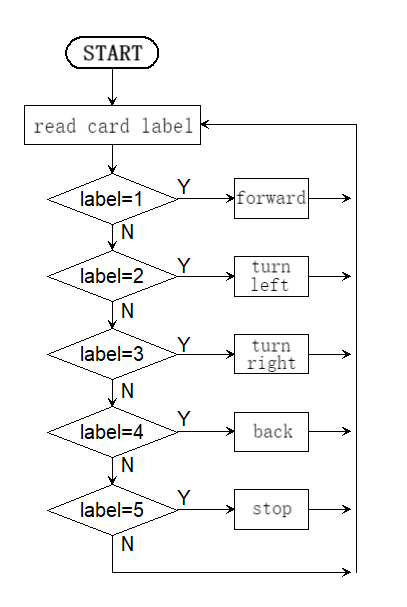 START
read card label
label=1
Y
forward
N
label=2
Y
turn
left
N
label=3
Y
turn
right
N
label=4
Y
back
N
label=5
Y
stop
N